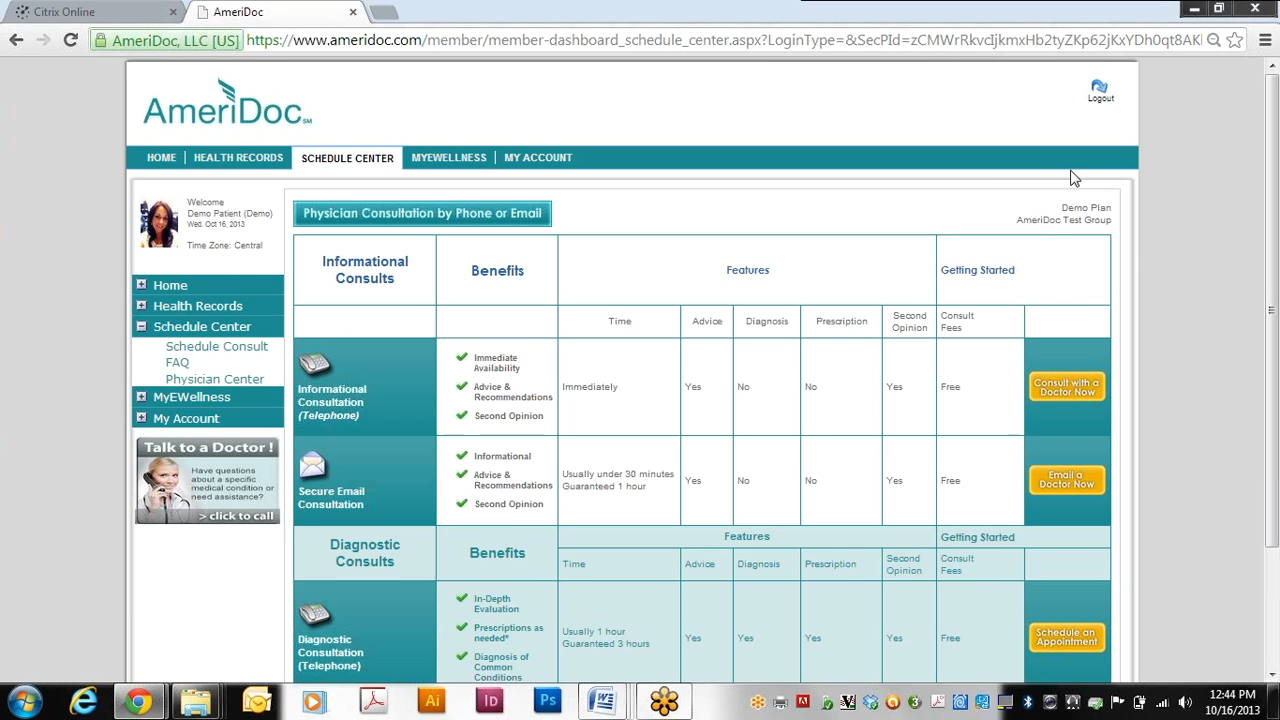 Citrix Online
AmeriDoc
AmeriDoc, LLC [US]
https://www.ameridoc.com/member/member-dashboard_schedule_center.aspx?LoginType=&SecPId=
AmeriDoc SM
Logout
HOME
HEALTH RECORDS
SCHEDULE CENTER
MYEWELLNESS
MY ACCOUNT
Welcome
Demo Patient (Demo)
Wed. Oct 16, 2013
Time Zone: Central
Physician Consultation by Phone or Email
Demo Plan
AmeriDoc Test Group
Home
Health Records
Schedule Center
Schedule Consult
FAQ
Physician Center
MyEWellness
My Account
Talk to a Doctor !
Have questions
about a specific
medical condition or
need assistance?
> click to call
Informational
Consults
Benefits
Features
Getting Started
Time
Advice
Diagnosis
Prescription
Second
Opinion
Consult
Fees
Informational
Consultation
(Telephone)
Immediate
Availability
Advice &
Recommendations
Second Opinion
Immediately
Yes
No
No
Yes
Free
Consult with a
Doctor Now
Secure Email
Consultation
Informational
Advice &
Recommendations
Second Opinion
Usually under 30 minutes
Guaranteed 1 hour
Yes
No
No
Yes
Free
Email a
Doctor Now
Diagnostic
Consults
Benefits
Features
Getting Started
Time
Advice
Diagnosis
Prescription
Second
Opinion
Consult
Fees
Diagnostic
Consultation
(Telephone)
In-Depth
Evaluation
Prescriptions as
needed*
Diagnosis of
Common
Conditions
Usually 1 hour
Guaranteed 3 hours
Yes
Yes
Yes
Yes
Free
Schedule an
Appointment
Ai
Id
Ps
12:44 PM
10/16/2013